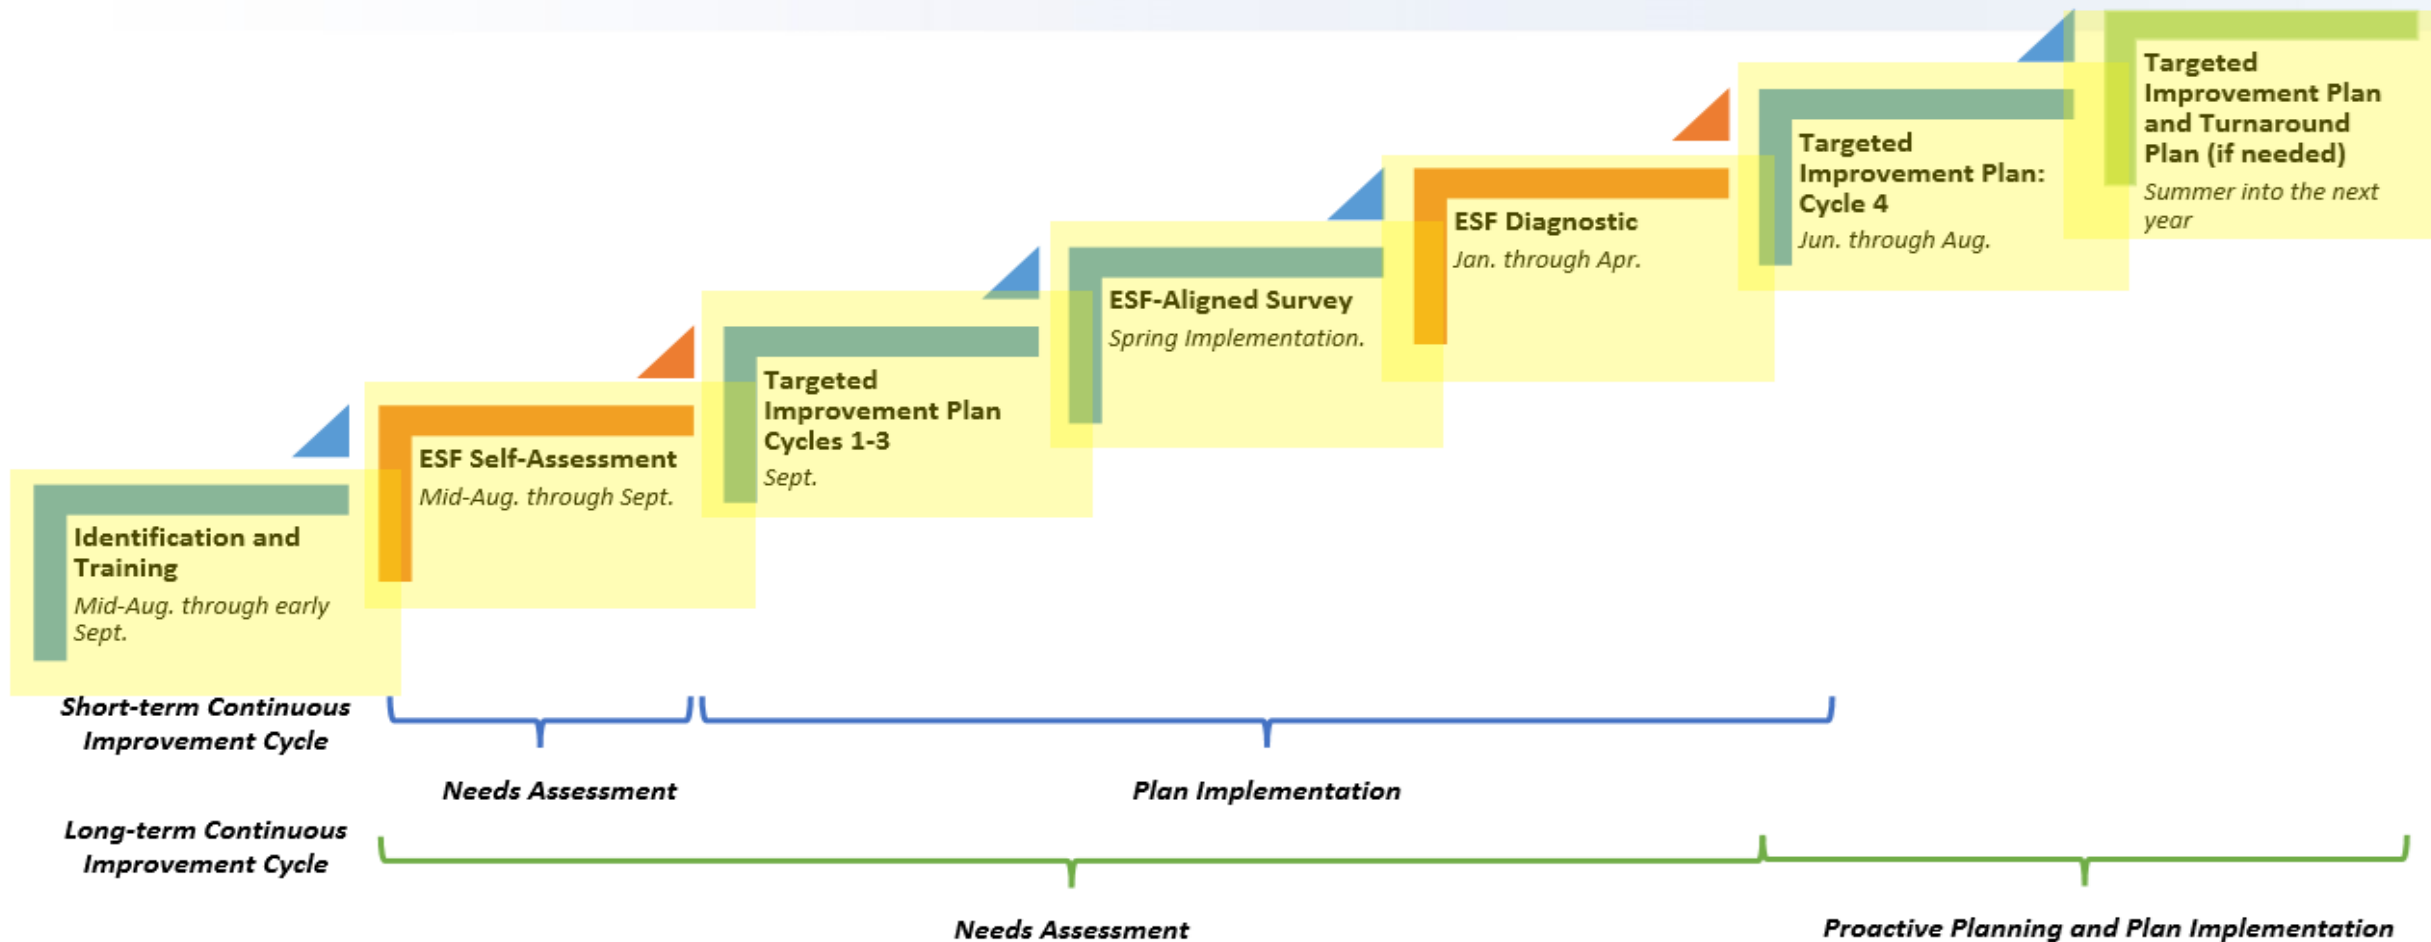 Identification and
Training
Mid-Aug. through early
Sept.
ESF Self-Assessment
Mid-Aug. through Sept.
Targeted
Improvement Plan
Cycles 1-3
Sept.
ESF-Aligned Survey
Spring Implementation.
ESF Diagnostic
Jan. through Apr.
Targeted
Improvement Plan:
Cycle 4
Jun. through Aug.
Targeted
Improvement Plan
and Turnaround
Plan (if needed)
Summer into the next
year
Short-term Continuous
Improvement Cycle
Needs Assessment
Plan Implementation
Long-term Continuous
Improvement Cycle
Needs Assessment
Proactive Planning and Plan Implementation